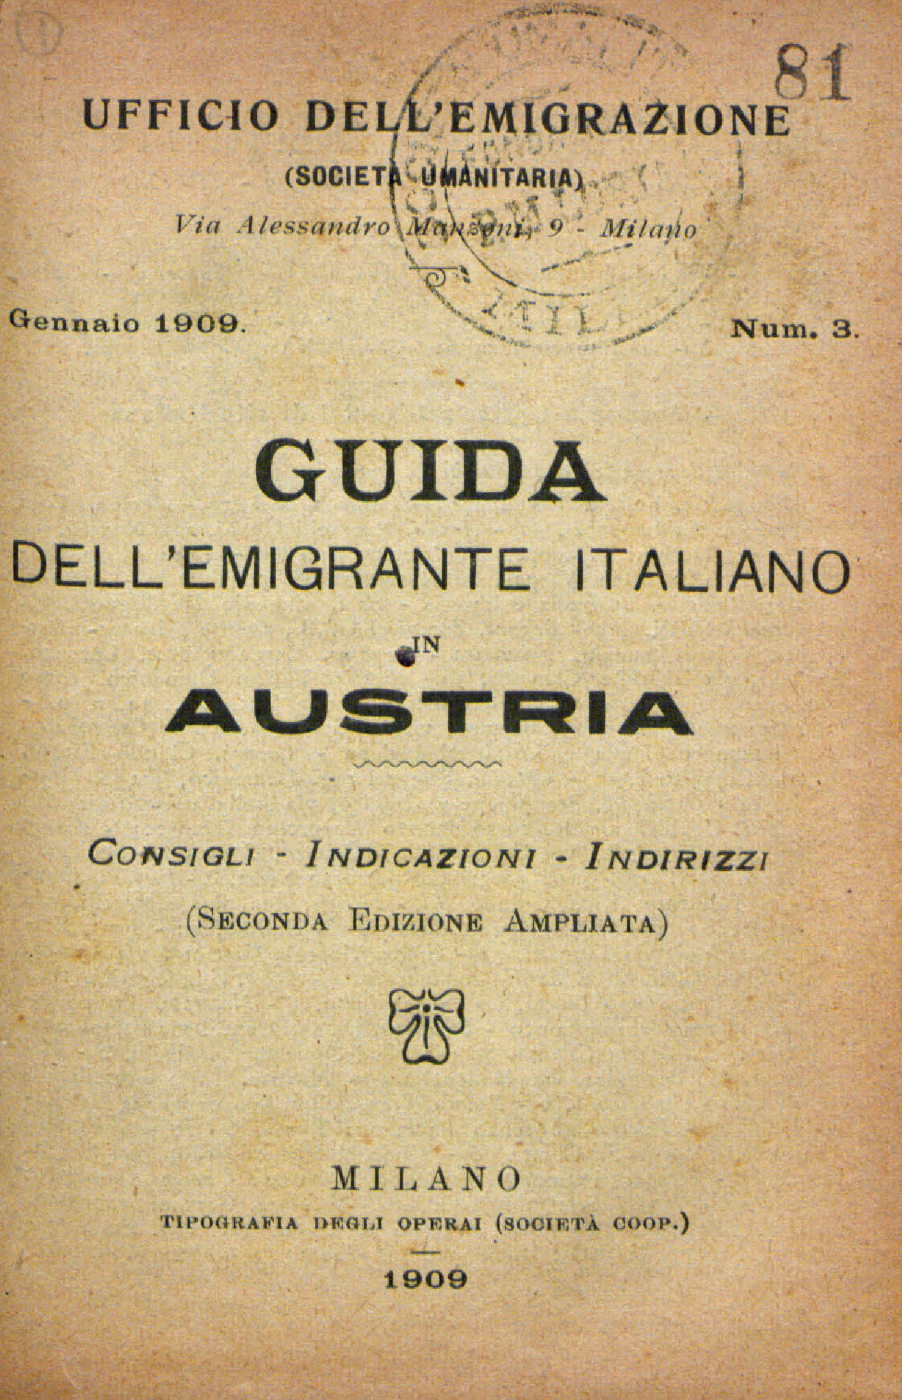 81
UFFICIO DELL'EMIGRAZIONE
(SOCIETÀ UMANITARIA)
Via Alessandro Manzoni, 9 - Milano
Gennaio 1909.
Num. 3.
MIL
GUIDA
DELL'EMIGRANTE ITALIANO
IN
AUSTRIA
CONSIGLI - INDICAZIONI - INDIRIZZI
(SECONDA EDIZIONE AMPLIATA)
MILANO
TIPOGRAFIA DEGLI OPERAI (SOCIETÀ COOP.)
1909